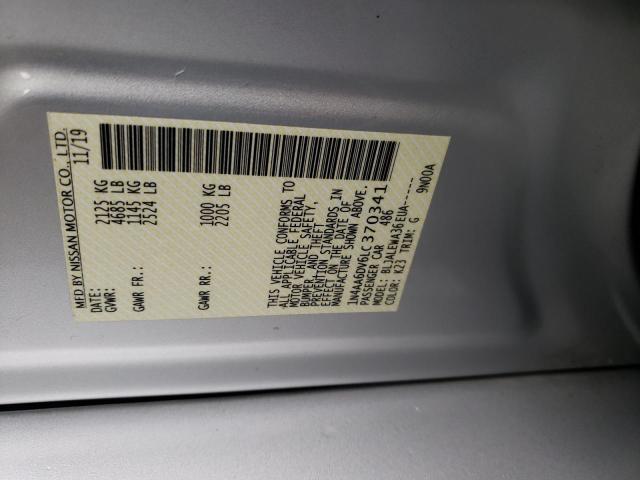 MFD BY NISSAN MOTOR CO., LTD.
DATE: 11/19
GVWR: 2125 KG
4685 LB
GAWR FR.: 1145 KG
2524 LB
GAWR RR.: 1000 KG
2205 LB
THIS VEHICLE CONFORMS TO
ALL APPLICABLE FEDERAL
MOTOR VEHICLE SAFETY,
BUMPER, AND THEFT
PREVENTION STANDARDS IN
EFFECT ON THE DATE OF
MANUFACTURE SHOWN ABOVE.
1N4AA6DV6LC370341
PASSENGER CAR 486
MODEL: BLJALEWA36EUA------
COLOR: K23 TRIM: G 9N00A